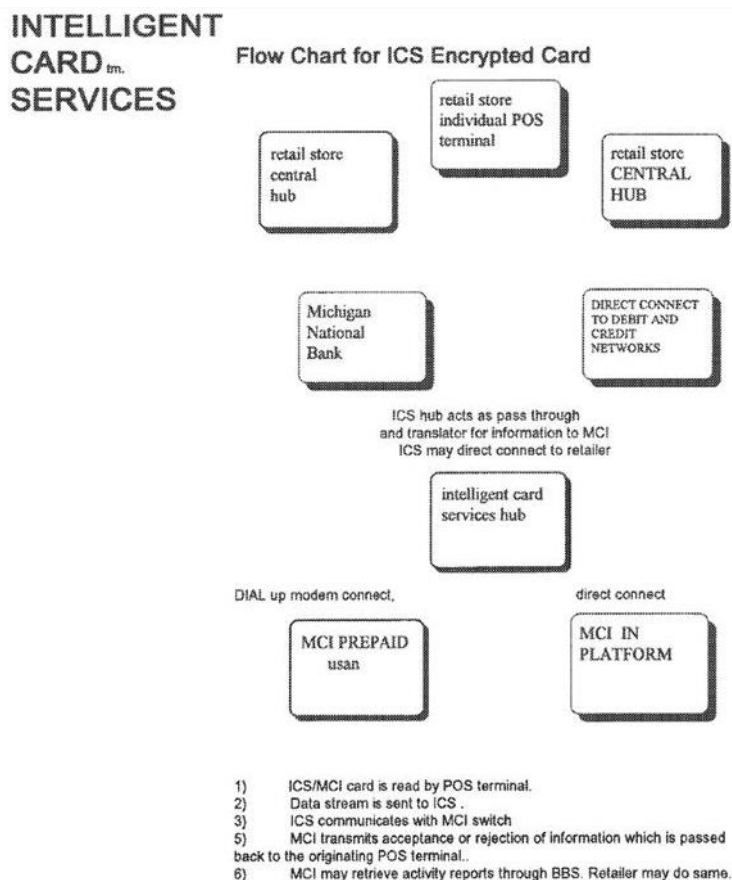 INTELLIGENT
CARD tm.
SERVICES
Flow Chart for ICS Encrypted Card
retail store
individual POS
terminal
retail store
central
hub
retail store
CENTRAL
HUB
Michigan
National
Bank
DIRECT CONNECT
TO DEBIT AND
CREDIT
NETWORKS
ICS hub acts as pass through
and translator for information to MCI
ICS may direct connect to retailer
intelligent card
services hub
DIAL up modem connect,
direct connect
MCI PREPAID
usan
MCI IN
PLATFORM
1) ICS/MCI card is read by POS terminal.
2) Data stream is sent to ICS .
3) ICS communicates with MCI switch
5) MCI transmits acceptance or rejection of information which is passed
back to the originating POS terminal..
6) MCI may retrieve activity reports through BBS. Retailer may do same.